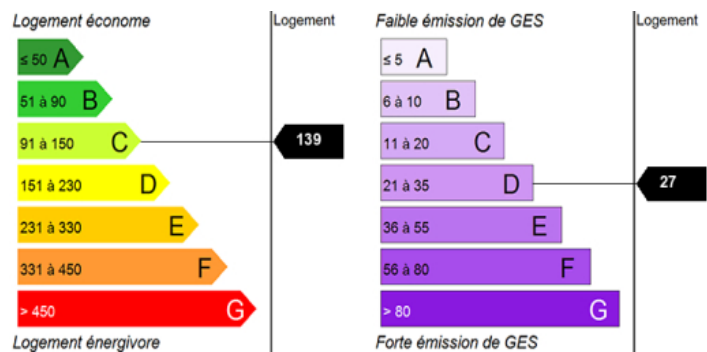 Logement économe
Logement
≤ 50 A
51 à 90 B
91 à 150 C
139
151 à 230 D
231 à 330 E
331 à 450 F
> 450 G
Logement énergivore
Faible émission de GES
Logement
≤ 5 A
6 à 10 B
11 à 20 C
21 à 35 D
27
36 à 55 E
56 à 80 F
> 80 G
Forte émission de GES